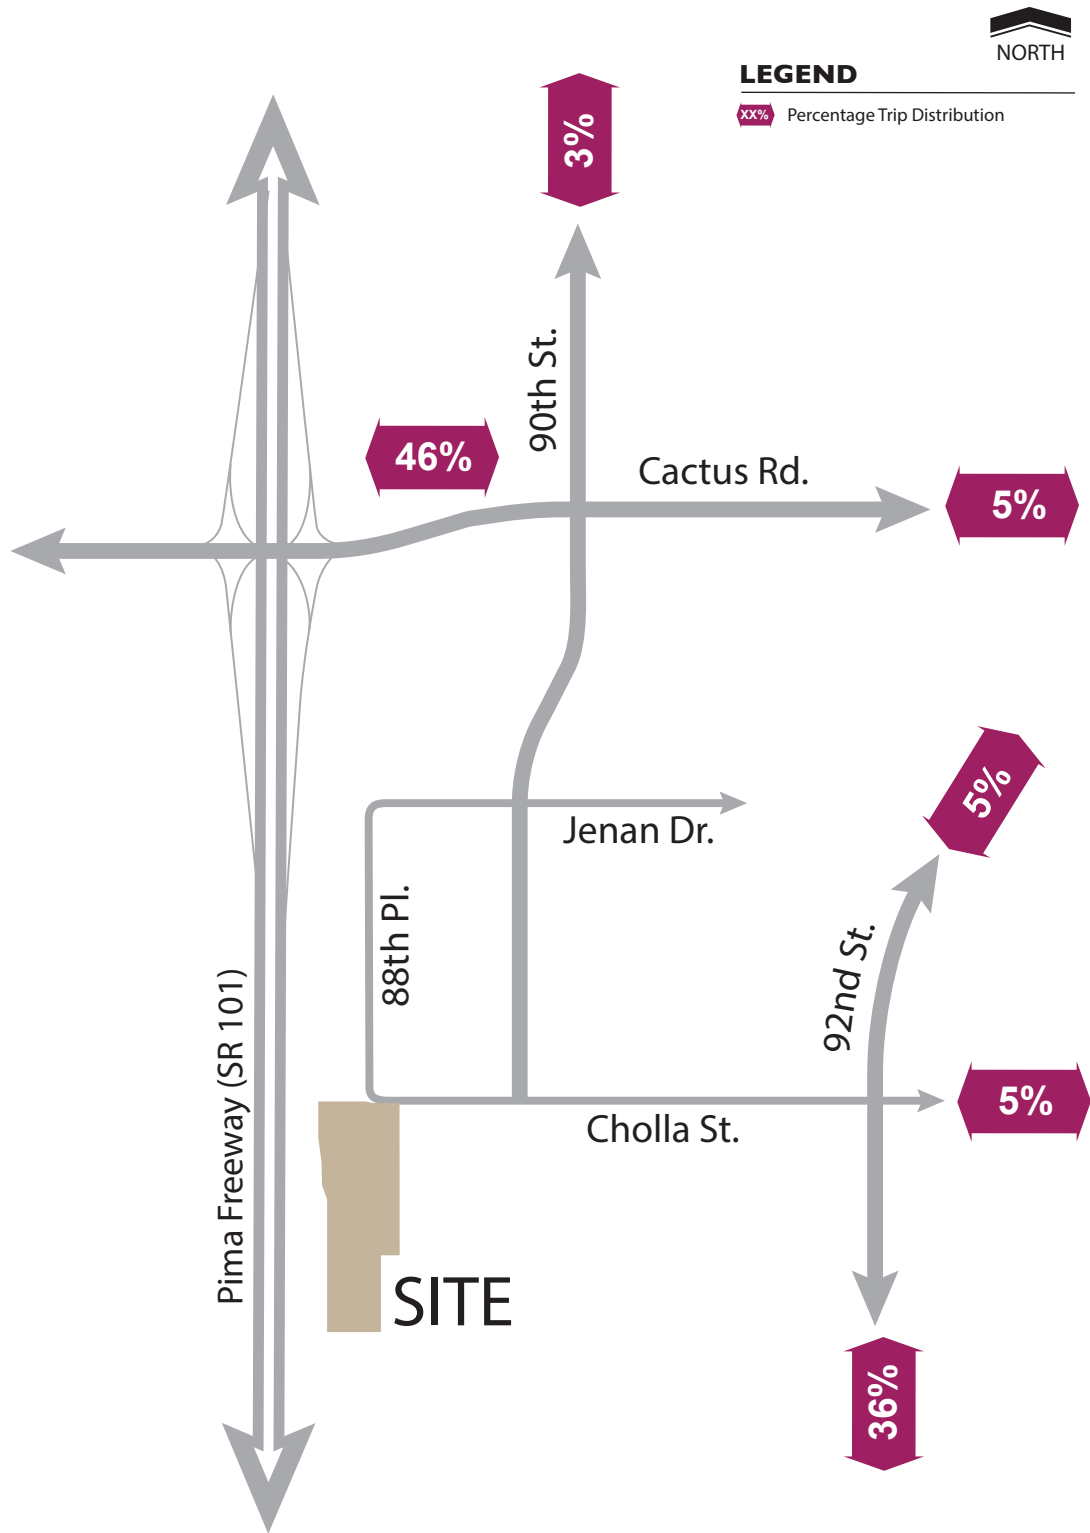 NORTH
LEGEND
XX% Percentage Trip Distribution
3%
90th St.
46%
Cactus Rd.
5%
5%
Jenan Dr.
88th Pl.
92nd St.
Pima Freeway (SR 101)
5%
Cholla St.
SITE
36%